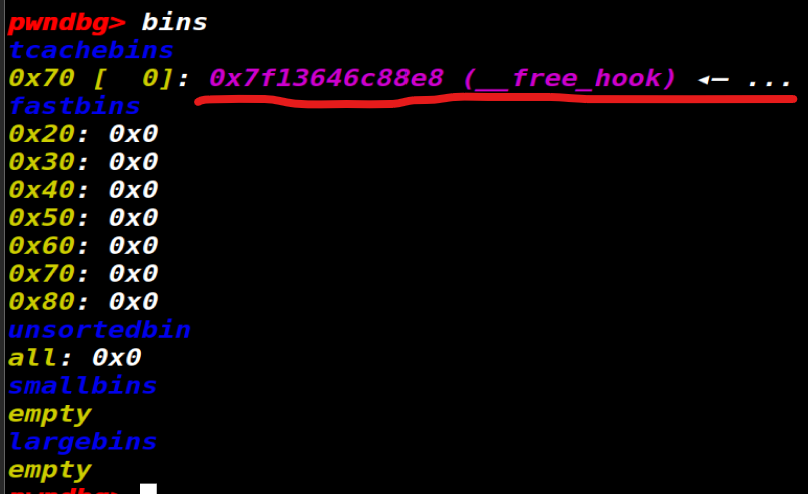 pwndbg> bins
tcachebins
0x70 [  0]: 0x7f13646c88e8 (__free_hook) ◂— ...
fastbins
0x20: 0x0
0x30: 0x0
0x40: 0x0
0x50: 0x0
0x60: 0x0
0x70: 0x0
0x80: 0x0
unsortedbin
all: 0x0
smallbins
empty
largebins
empty
pwndbg>